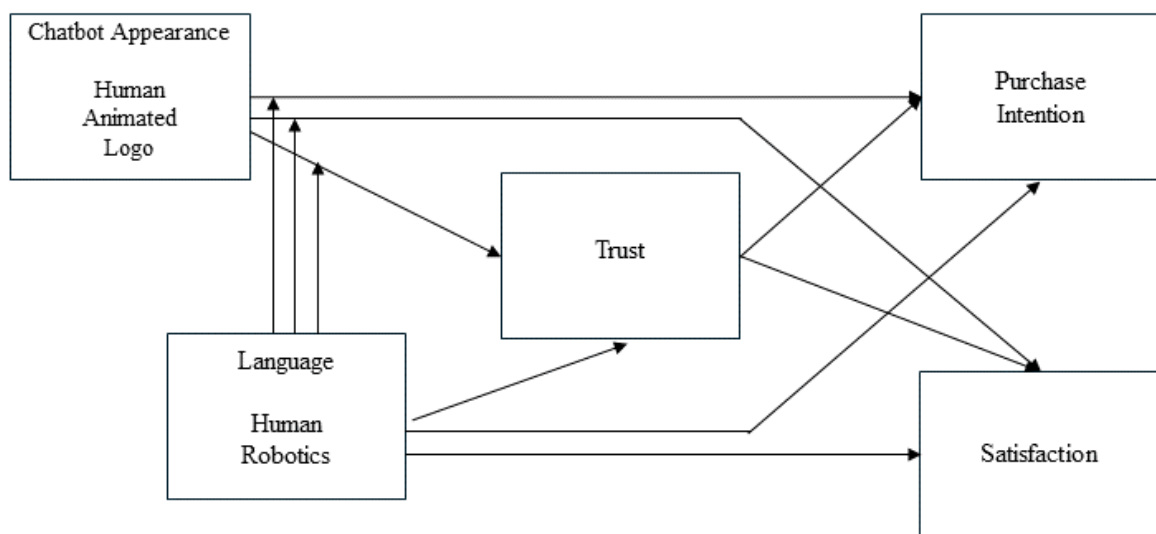 Chatbot Appearance
Human
Animated
Logo
Purchase
Intention
Trust
Language
Human
Robotics
Satisfaction